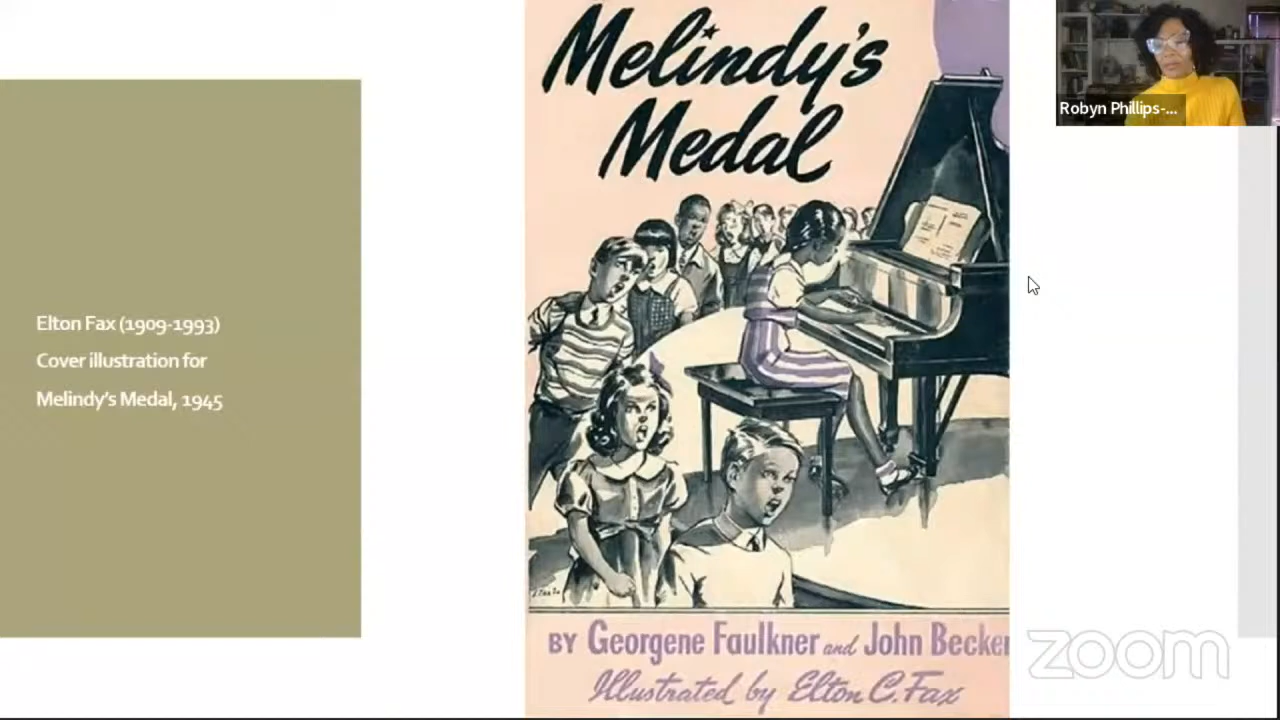 Elton Fax (1909-1993)
Cover illustration for
Melindy's Medal, 1945
Melindy's
Medal
BY Georgene Faulkner and John Becker
Illustrated by Elton C. Fax
Robyn Phillips-...
zoom